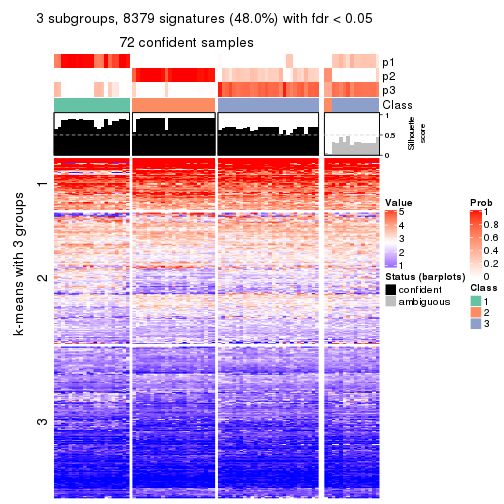 3 subgroups, 8379 signatures (48.0%) with fdr < 0.05
72 confident samples
p1
p2
p3
Class
1
0.5
0
Silhouette
score
k-means with 3 groups
1
2
3
Value
5
4
3
2
1
Status (barplots)
confident
ambiguous
Prob
1
0.8
0.6
0.4
0.2
0
Class
1
2
3